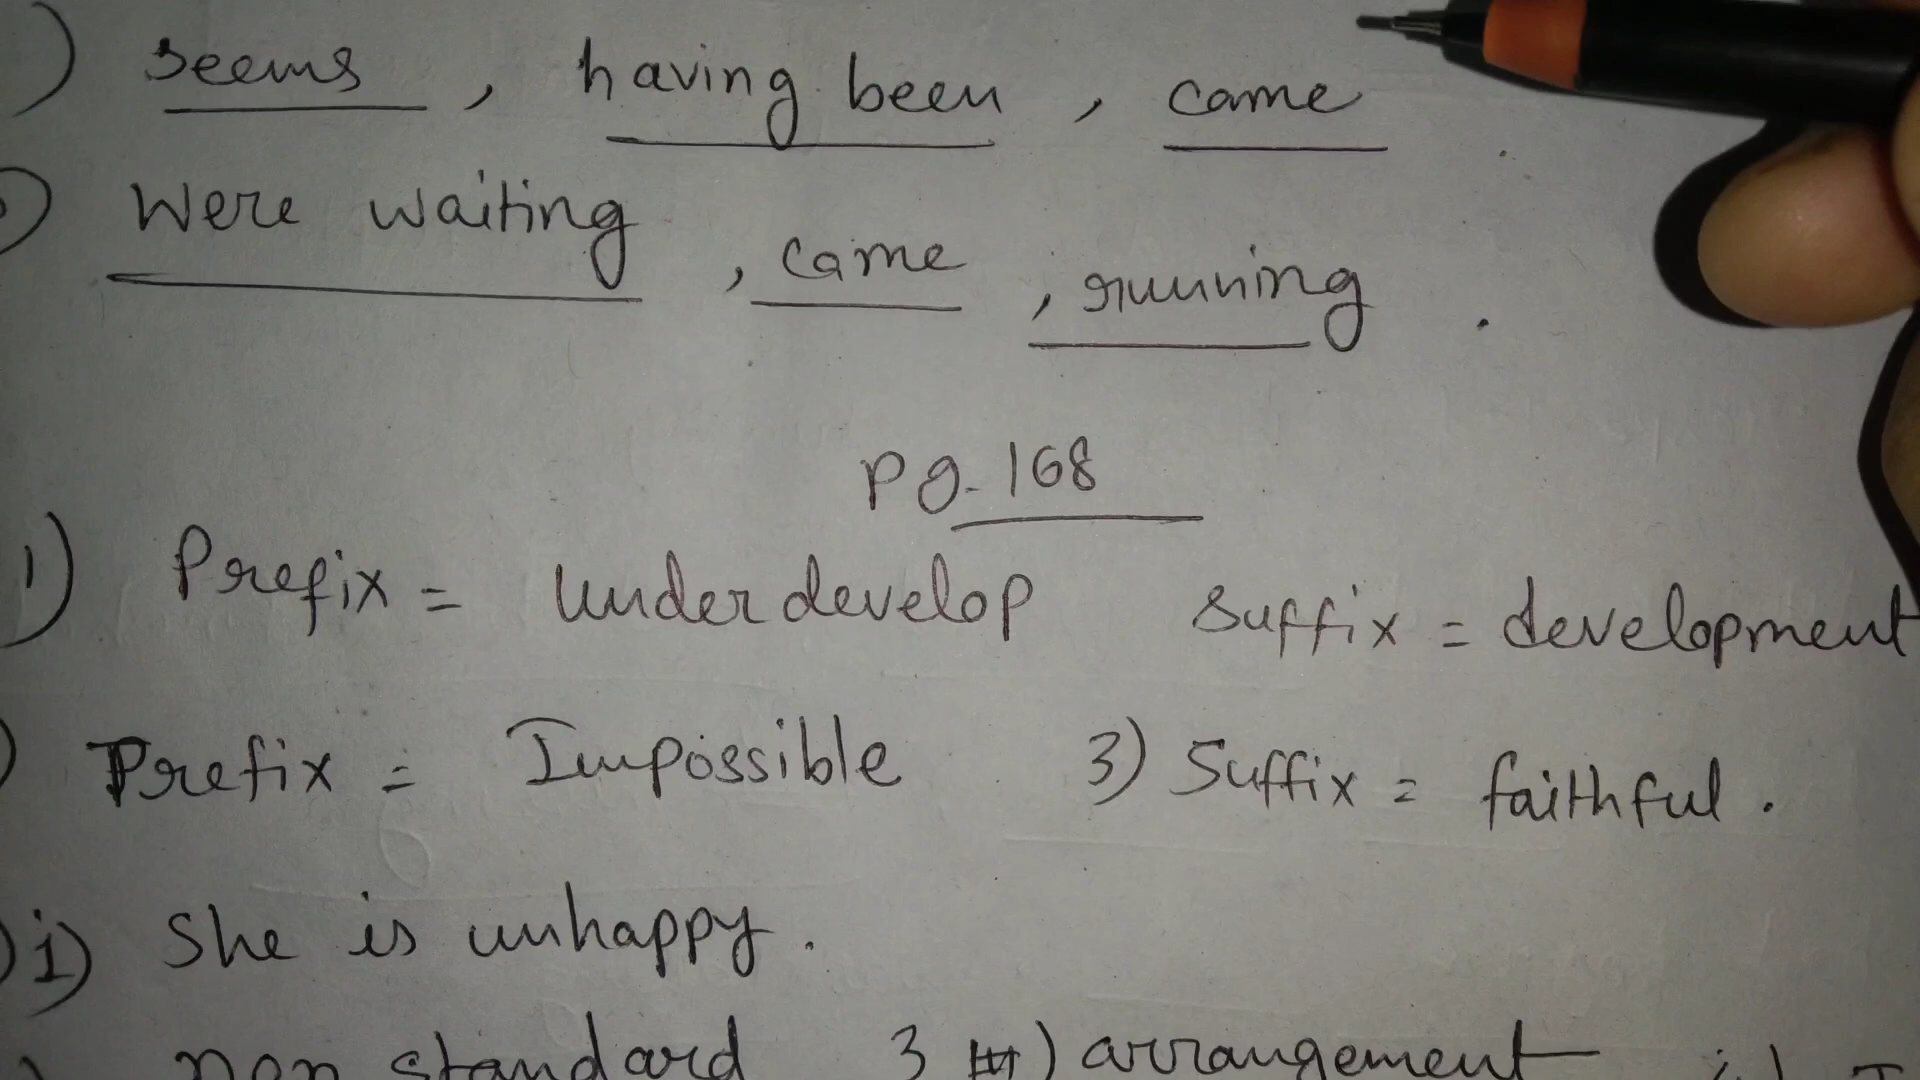 ) seems, having been, came
) Were waiting, came, running.
Pg-168
1) Prefix = Underdevelop Suffix = development
) Prefix = Impossible 3) Suffix = faithful.
) i) She is unhappy.
non standard 3 ) arrangement